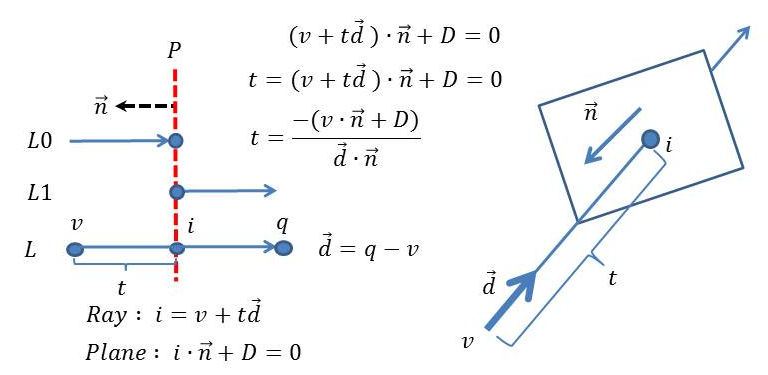 P
n⃗
L0
L1
v i q
L
t
d⃗ = q − v
Ray : i = v + td⃗
Plane : i · n⃗ + D = 0
(v + td⃗ ) · n⃗ + D = 0
t = (v + td⃗ ) · n⃗ + D = 0
t = −(v · n⃗ + D) / d⃗ · n⃗
n⃗
i
d⃗
t
v